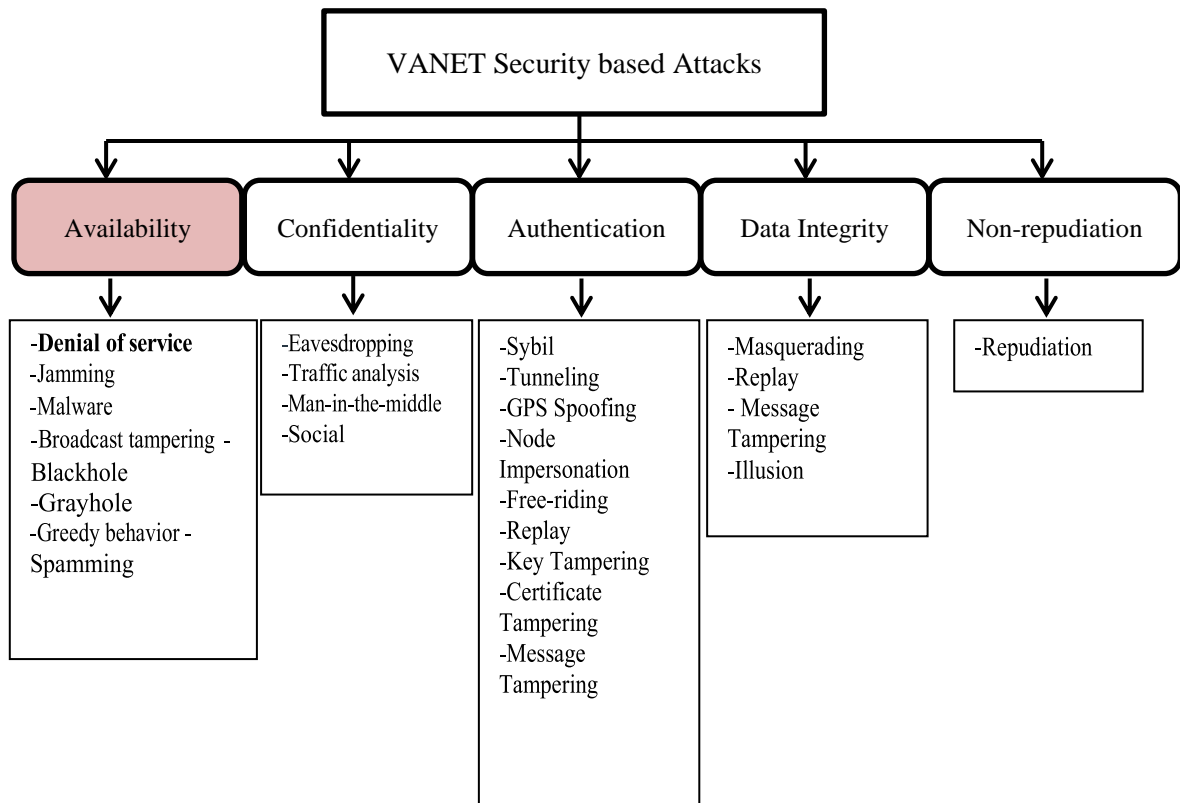 VANET Security based Attacks
Availability
Confidentiality
Authentication
Data Integrity
Non-repudiation
-Denial of service
-Jamming
-Malware
-Broadcast tampering -
Blackhole
-Grayhole
-Greedy behavior -
Spamming
-Eavesdropping
-Traffic analysis
-Man-in-the-middle
-Social
-Sybil
-Tunneling
-GPS Spoofing
-Node
Impersonation
-Free-riding
-Replay
-Key Tampering
-Certificate
Tampering
-Message
Tampering
-Masquerading
-Replay
- Message
Tampering
-Illusion
-Repudiation